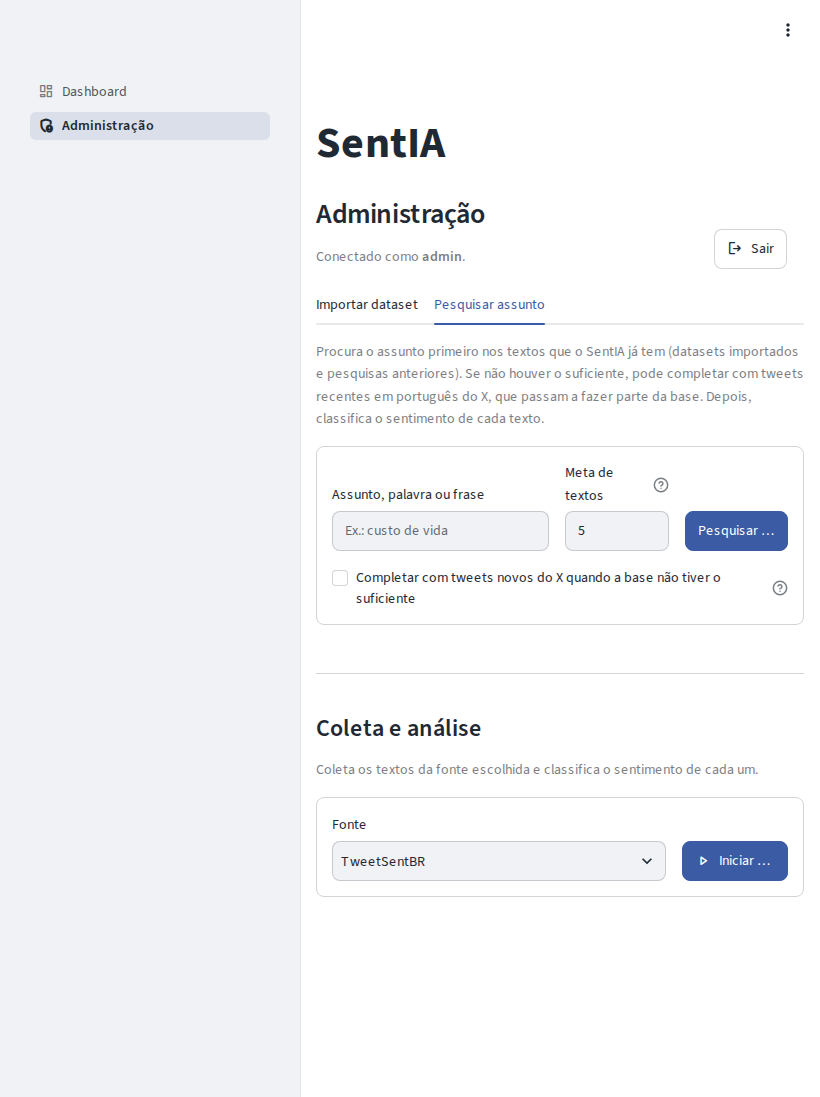 Dashboard
Administração
SentIA
Administração
Conectado como admin.
Sair
Importar dataset
Pesquisar assunto
Procura o assunto primeiro nos textos que o SentIA já tem (datasets importados
e pesquisas anteriores). Se não houver o suficiente, pode completar com tweets
recentes em português do X, que passam a fazer parte da base. Depois,
classifica o sentimento de cada texto.
Assunto, palavra ou frase
Meta de
textos
Ex.: custo de vida
5
Pesquisar ...
Completar com tweets novos do X quando a base não tiver o
suficiente
Coleta e análise
Coleta os textos da fonte escolhida e classifica o sentimento de cada um.
Fonte
TweetSentBR
Iniciar ...